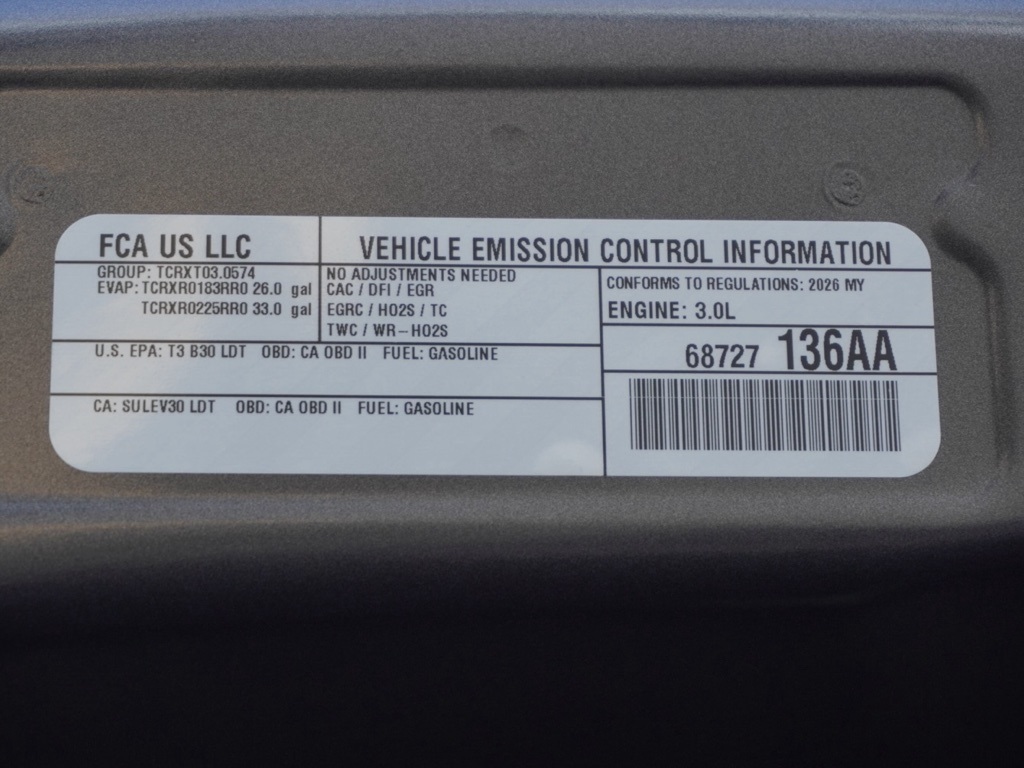 FCA US LLC
VEHICLE EMISSION CONTROL INFORMATION
GROUP: TCRXT03.0574
EVAP: TCRXR0183RR0 26.0 gal
TCRXR0225RR0 33.0 gal
NO ADJUSTMENTS NEEDED
CAC / DFI / EGR
EGRC / HO2S / TC
TWC / WR-HO2S
CONFORMS TO REGULATIONS: 2026 MY
ENGINE: 3.0L
68727 136AA
U.S. EPA: T3 B30 LDT OBD: CA OBD II FUEL: GASOLINE
CA: SULEV30 LDT OBD: CA OBD II FUEL: GASOLINE